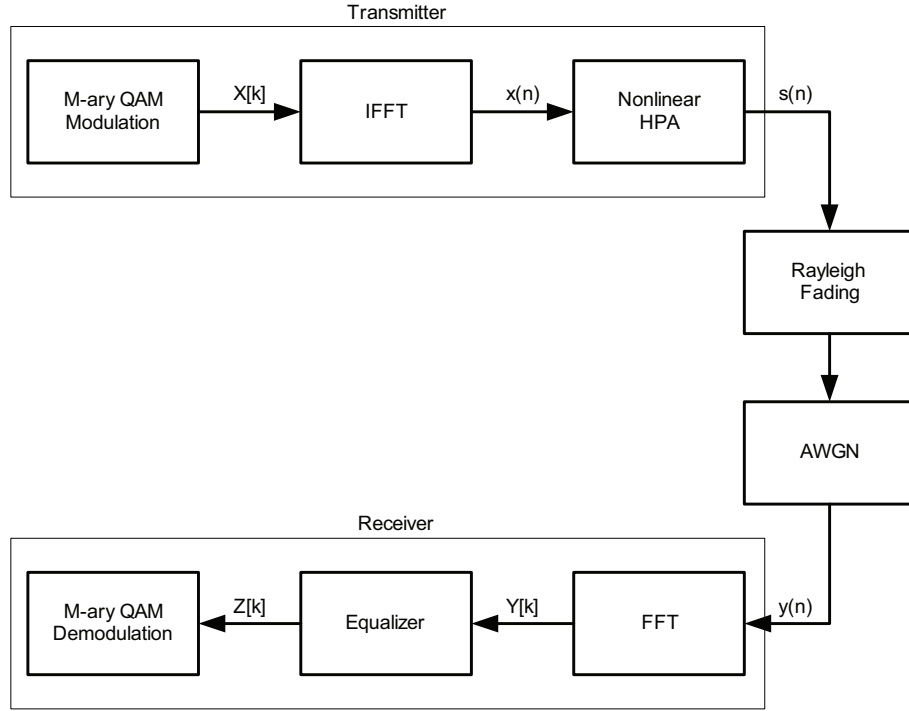 Transmitter
M-ary QAM
Modulation
X[k]
IFFT
x(n)
Nonlinear
HPA
s(n)
Rayleigh
Fading
AWGN
Receiver
M-ary QAM
Demodulation
Z[k]
Equalizer
Y[k]
FFT
y(n)